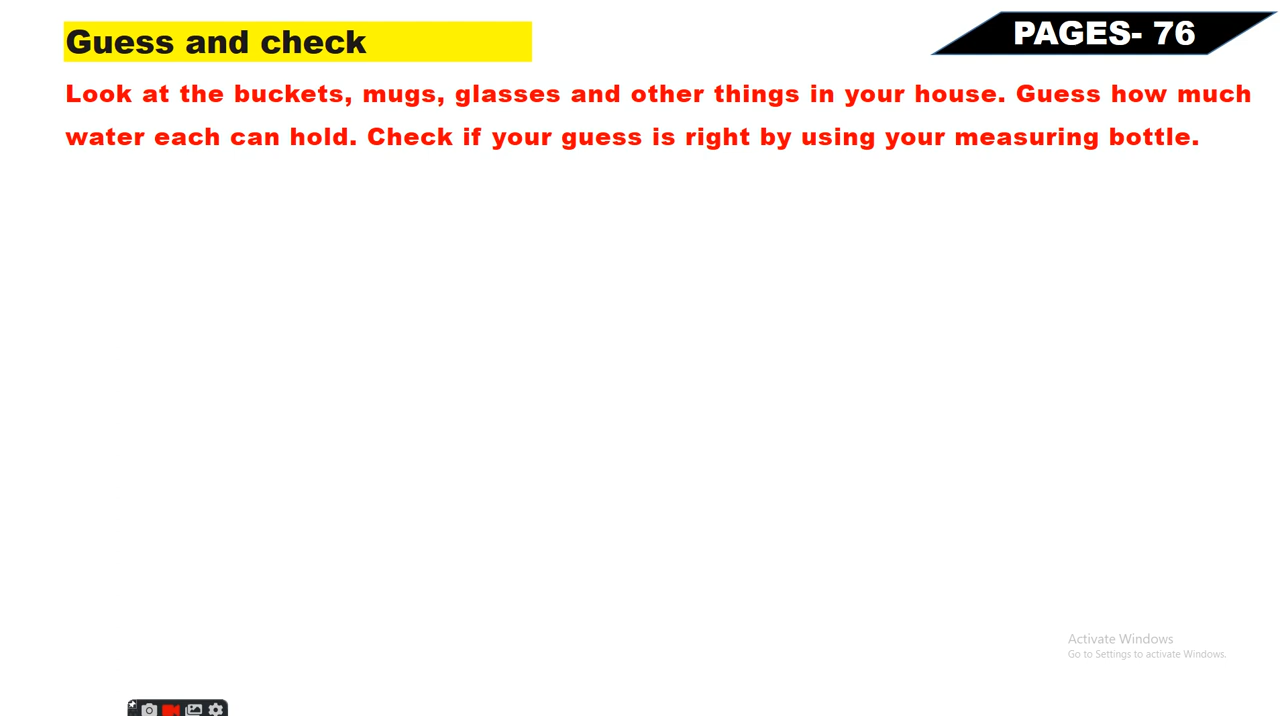 Guess and check
PAGES- 76
Look at the buckets, mugs, glasses and other things in your house. Guess how much
water each can hold. Check if your guess is right by using your measuring bottle.
Activate Windows
Go to Settings to activate Windows.